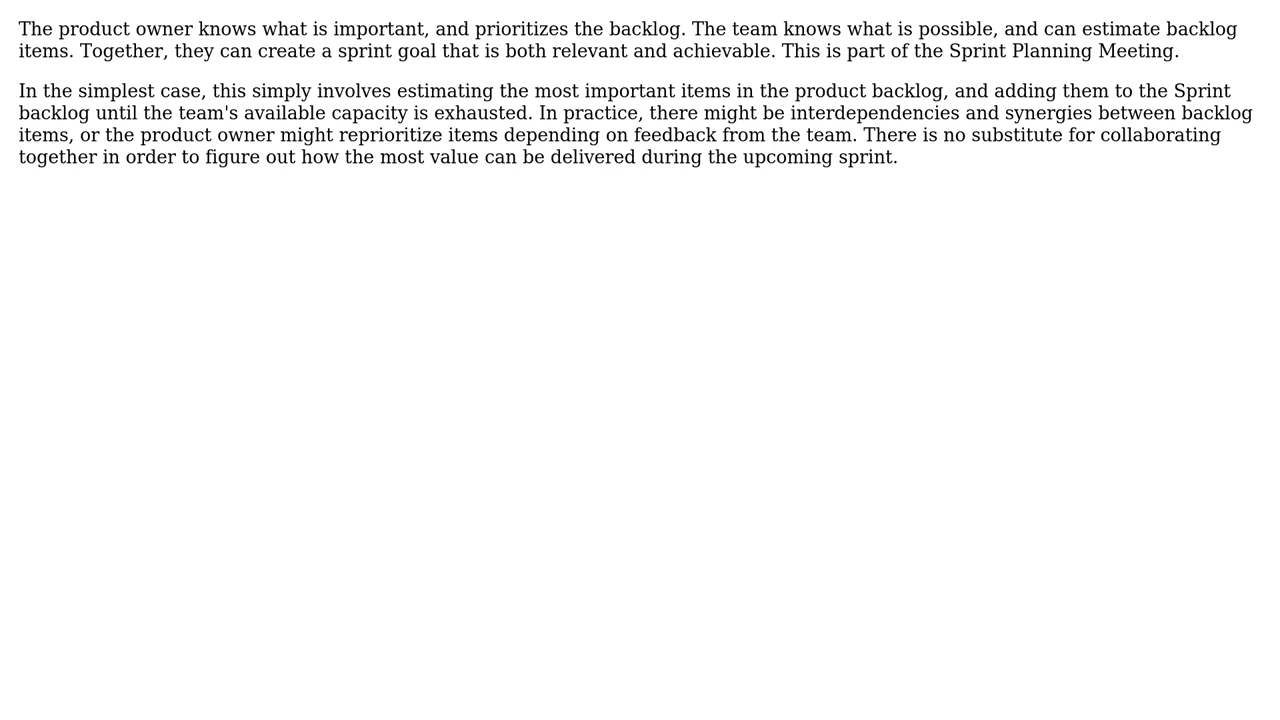 The product owner knows what is important, and prioritizes the backlog. The team knows what is possible, and can estimate backlog
items. Together, they can create a sprint goal that is both relevant and achievable. This is part of the Sprint Planning Meeting.
In the simplest case, this simply involves estimating the most important items in the product backlog, and adding them to the Sprint
backlog until the team's available capacity is exhausted. In practice, there might be interdependencies and synergies between backlog
items, or the product owner might reprioritize items depending on feedback from the team. There is no substitute for collaborating
together in order to figure out how the most value can be delivered during the upcoming sprint.